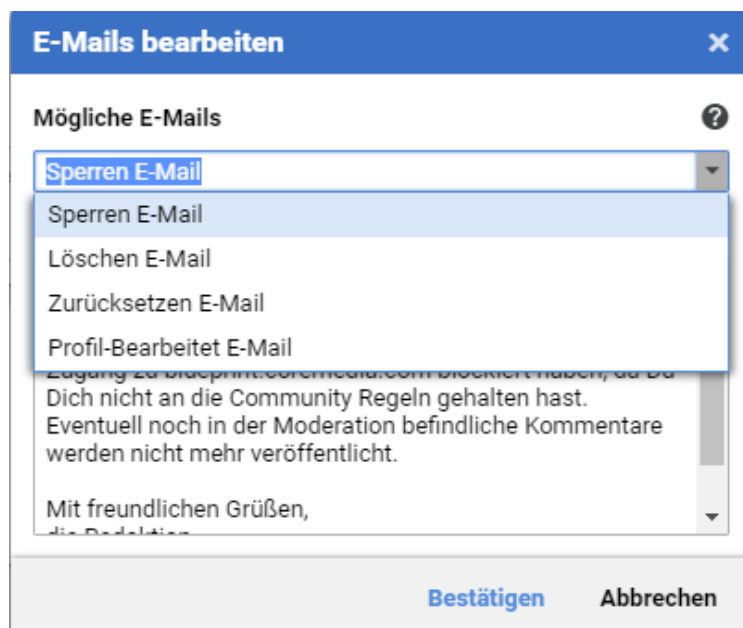 E-Mails bearbeiten
Mögliche E-Mails
Sperren E-Mail
Sperren E-Mail
Löschen E-Mail
Zurücksetzen E-Mail
Profil-Bearbeitet E-Mail
Zugang zu blueprint.coremedia.com blockiert haben, da Du
Dich nicht an die Community Regeln gehalten hast.
Eventuell noch in der Moderation befindliche Kommentare
werden nicht mehr veröffentlicht.
Mit freundlichen Grüßen,
die Redaktion
Bestätigen Abbrechen